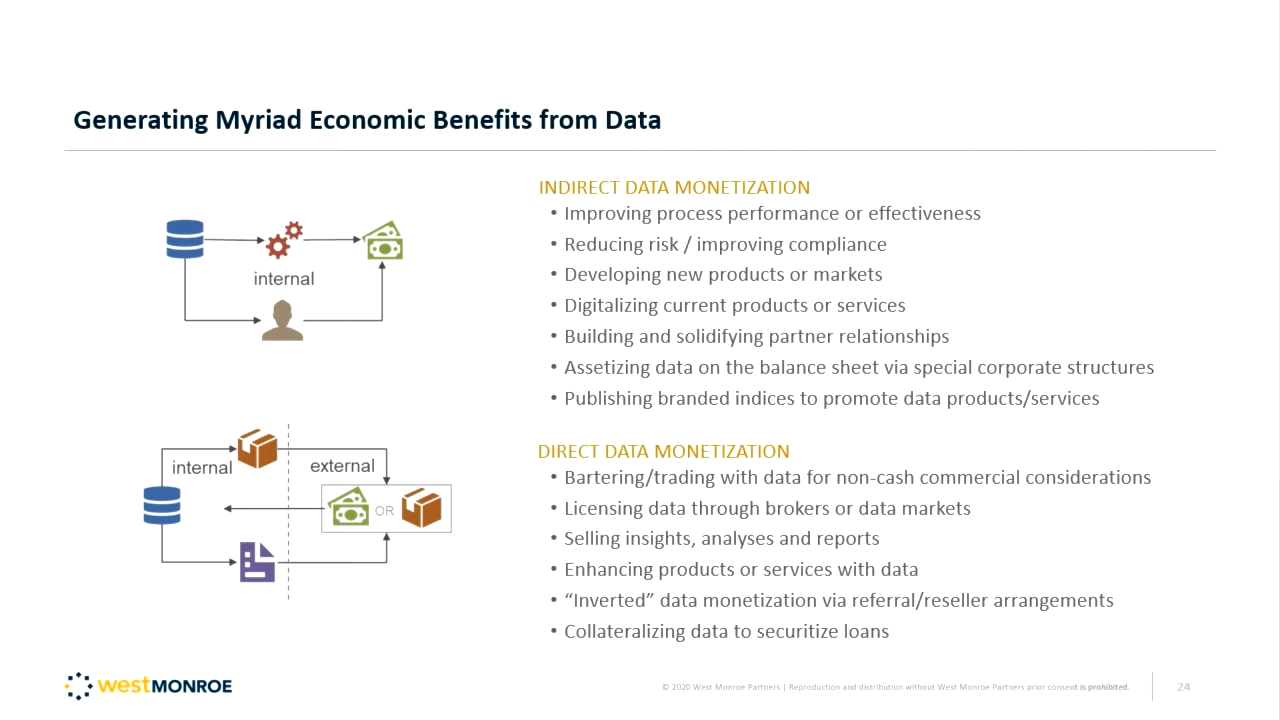 Generating Myriad Economic Benefits from Data
internal
internal
external
OR
INDIRECT DATA MONETIZATION
• Improving process performance or effectiveness
• Reducing risk / improving compliance
• Developing new products or markets
• Digitalizing current products or services
• Building and solidifying partner relationships
• Assetizing data on the balance sheet via special corporate structures
• Publishing branded indices to promote data products/services
DIRECT DATA MONETIZATION
• Bartering/trading with data for non-cash commercial considerations
• Licensing data through brokers or data markets
• Selling insights, analyses and reports
• Enhancing products or services with data
• “Inverted” data monetization via referral/reseller arrangements
• Collateralizing data to securitize loans
westMONROE
© 2020 West Monroe Partners | Reproduction and distribution without West Monroe Partners prior consent is prohibited.
24